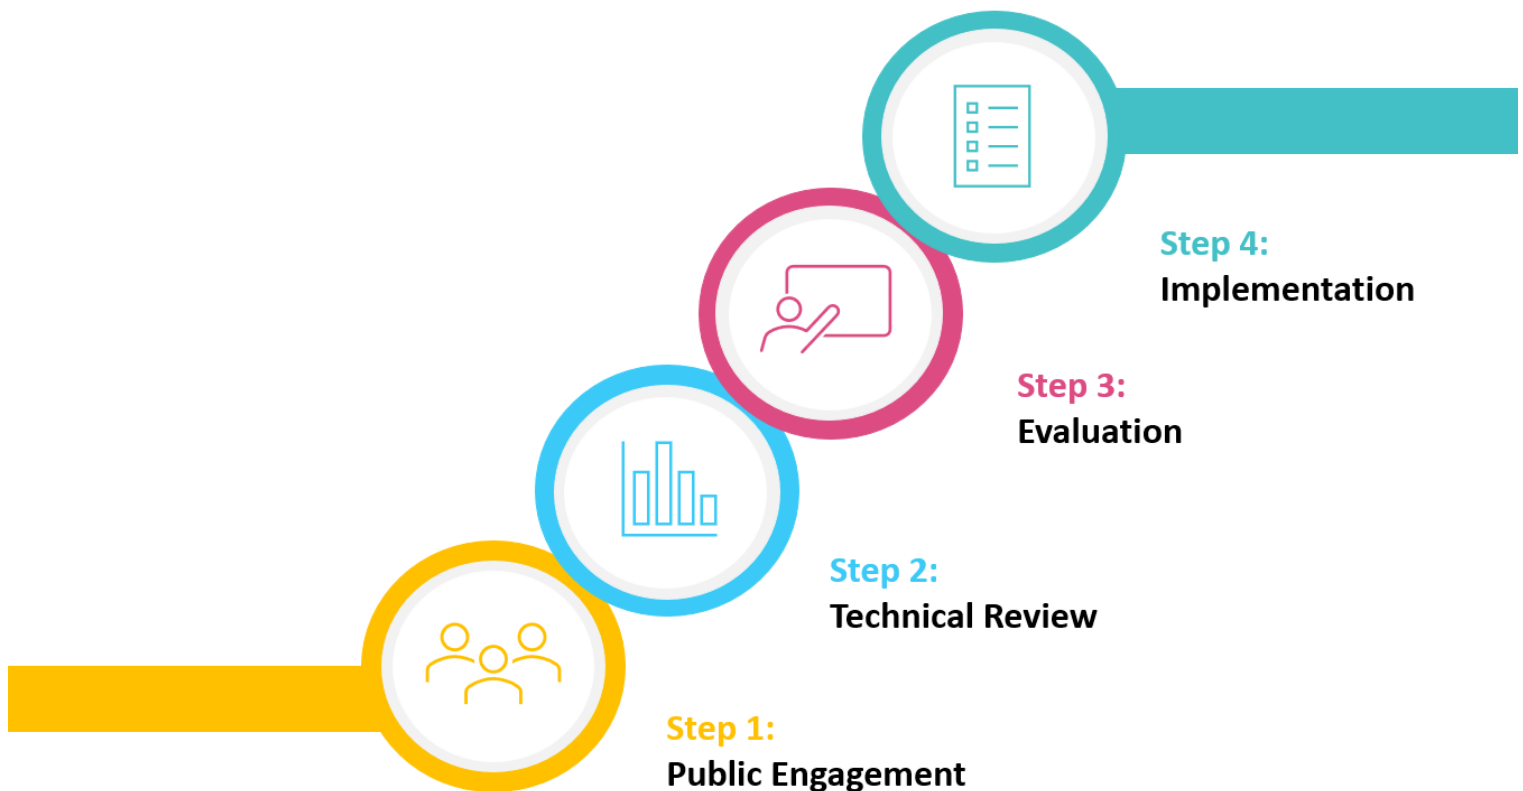 Step 4:
Implementation
Step 3:
Evaluation
Step 2:
Technical Review
Step 1:
Public Engagement